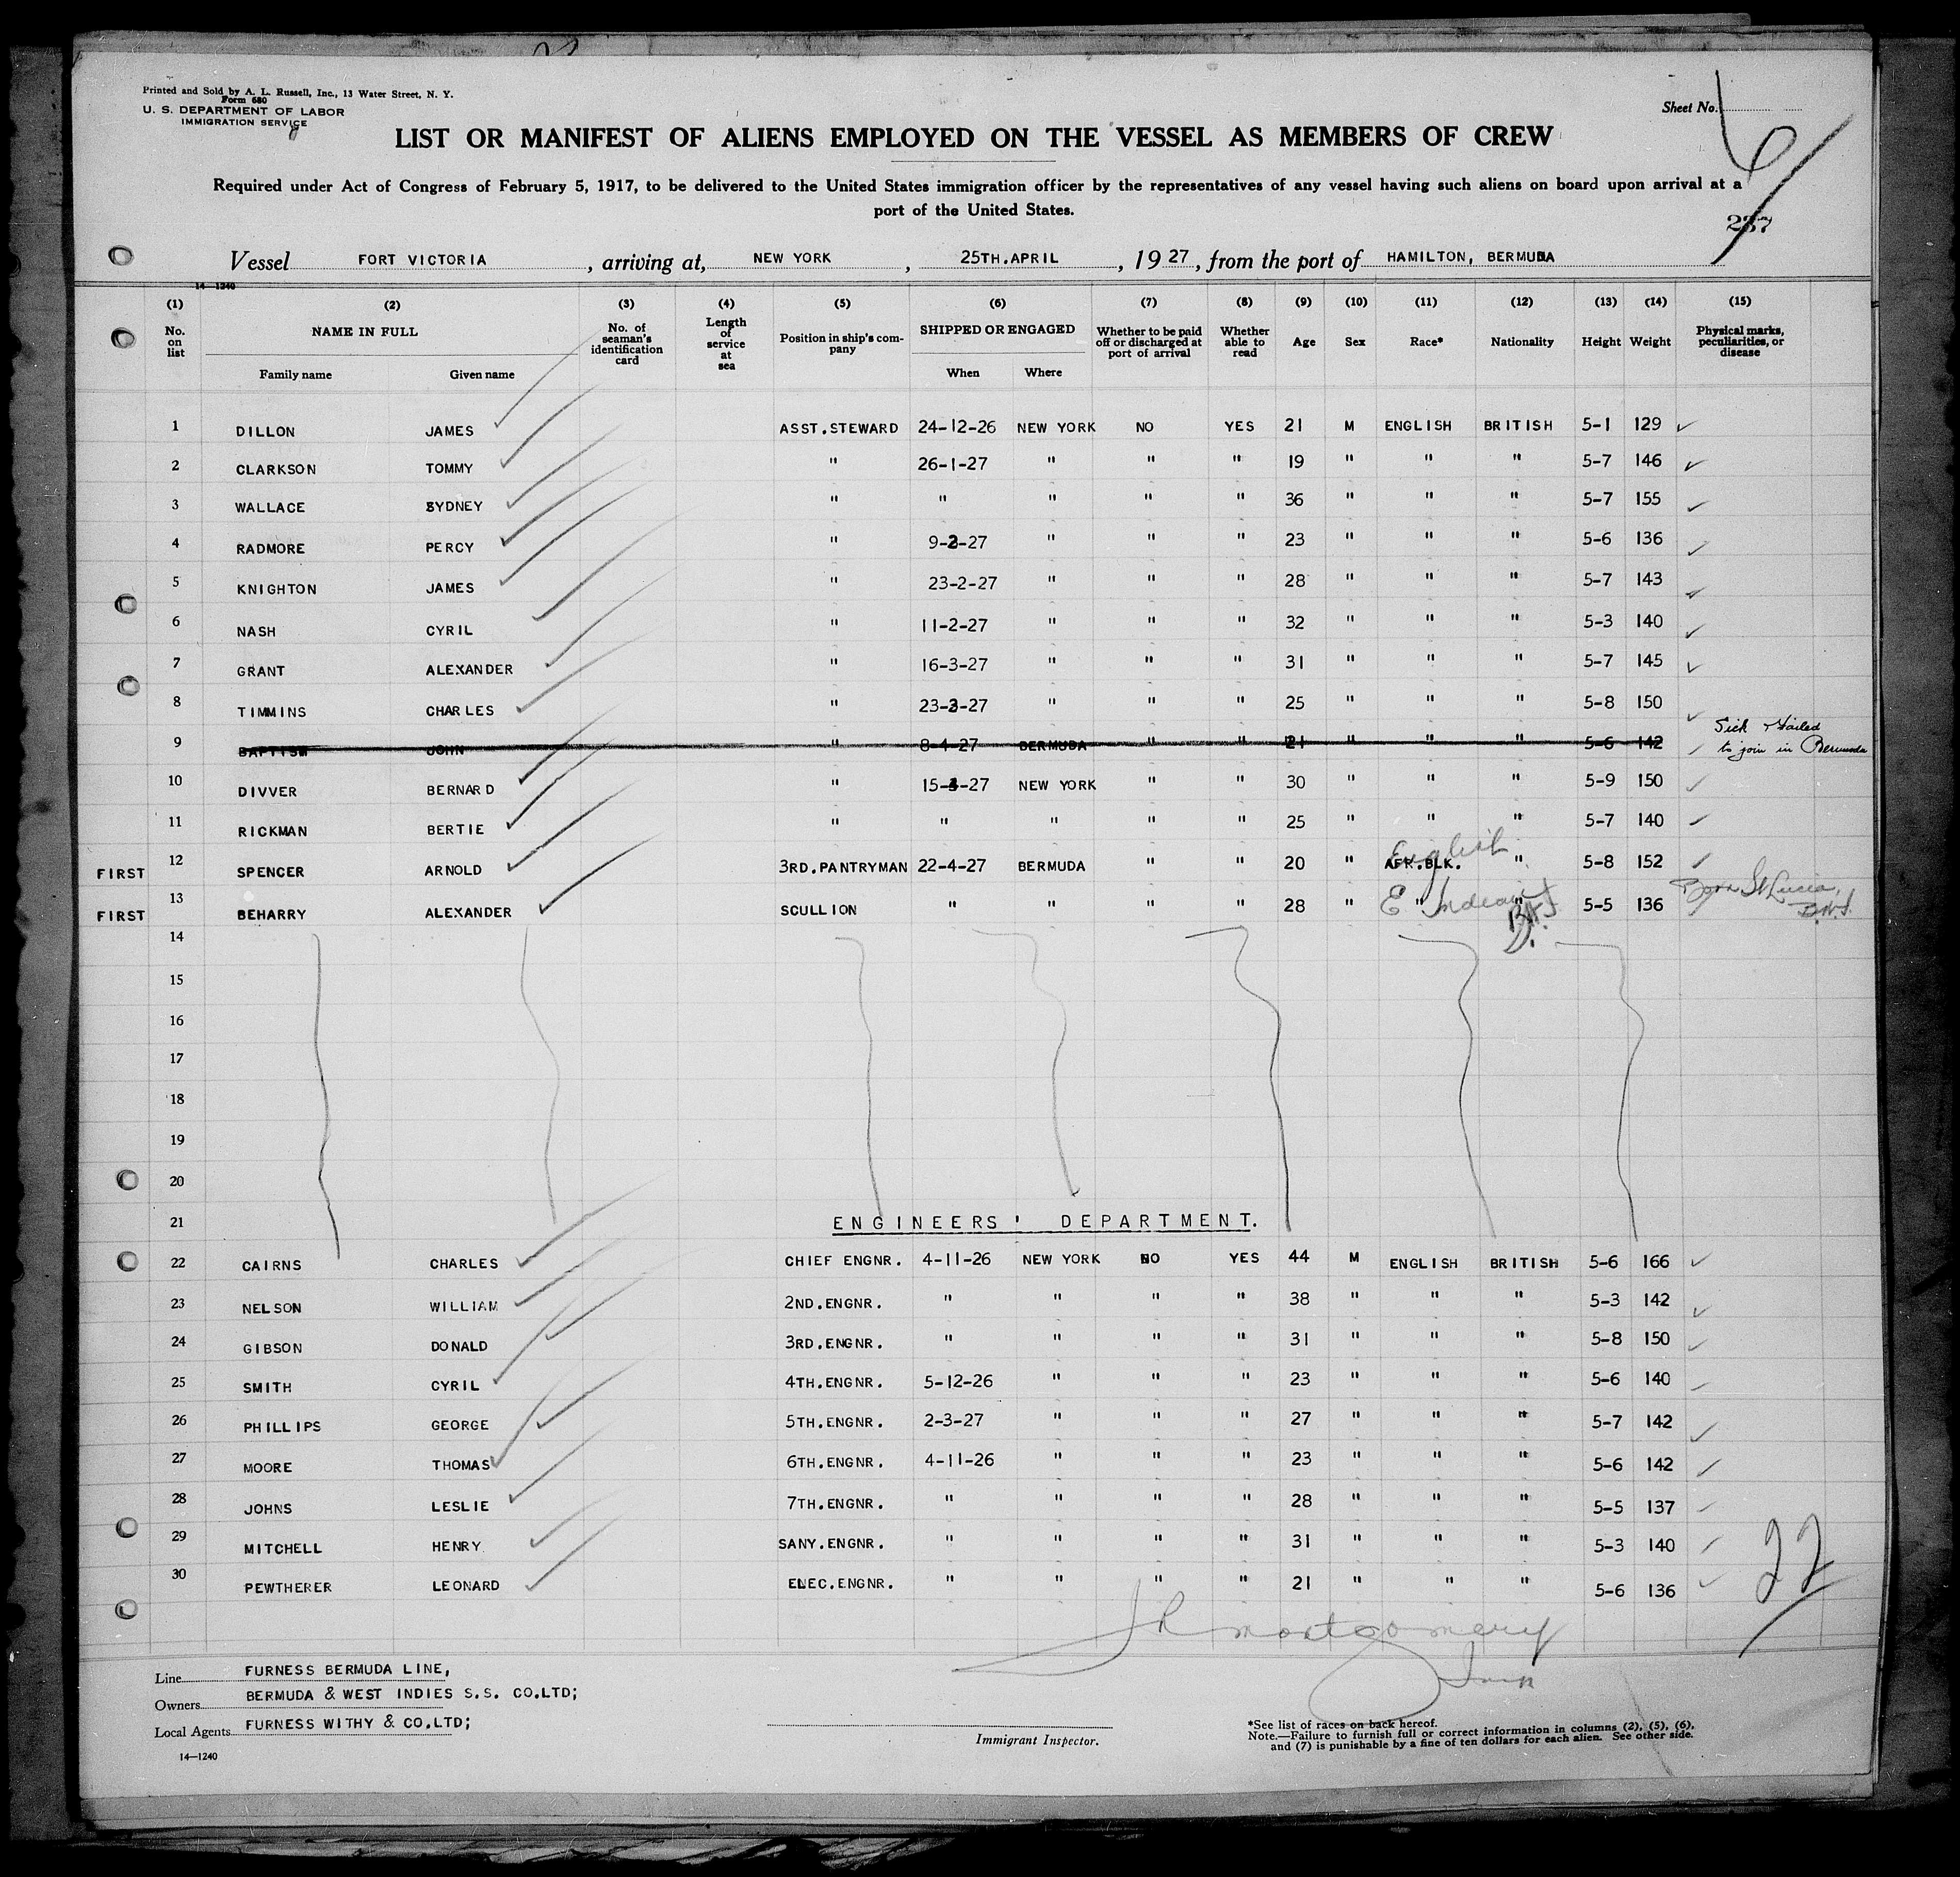 Printed and Sold by A. L. Russell, Inc., 13 Water Street, N. Y.
Form 680
U. S. DEPARTMENT OF LABOR
IMMIGRATION SERVICE
Sheet No. 6
LIST OR MANIFEST OF ALIENS EMPLOYED ON THE VESSEL AS MEMBERS OF CREW
Required under Act of Congress of February 5, 1917, to be delivered to the United States immigration officer by the representatives of any vessel having such aliens on board upon arrival at a
port of the United States.
237
Vessel FORT VICTORIA, arriving at, NEW YORK, 25TH.APRIL, 19 27, from the port of HAMILTON, BERMUDA
14—1240
(1) (2) (3) (4) (5) (6) (7) (8) (9) (10) (11) (12) (13) (14) (15)
No. on list NAME IN FULL Family name Given name No. of seaman's identification card Length of service at sea Position in ship's company SHIPPED OR ENGAGED When Where Whether to be paid off or discharged at port of arrival Whether able to read Age Sex Race* Nationality Height Weight Physical marks, peculiarities, or disease
1 DILLON JAMES ASST.STEWARD 24-12-26 NEW YORK NO YES 21 M ENGLISH BRITISH 5-1 129
2 CLARKSON TOMMY " 26-1-27 " " " 19 " " " 5-7 146
3 WALLACE SYDNEY " " " " " 36 " " " 5-7 155
4 RADMORE PERCY " 9-2-27 " " " 23 " " " 5-6 136
5 KNIGHTON JAMES " 23-2-27 " " " 28 " " " 5-7 143
6 NASH CYRIL " 11-2-27 " " " 32 " " " 5-3 140
7 GRANT ALEXANDER " 16-3-27 " " " 31 " " " 5-7 145
8 TIMMINS CHARLES " 23-3-27 " " " 25 " " " 5-8 150
9 BAPTISM JOHN " 8-4-27 BERMUDA " " 21 " " " 5-6 142 Sick & failed to join in Bermuda
10 DIVVER BERNARD " 15-4-27 NEW YORK " " 30 " " " 5-9 150
11 RICKMAN BERTIE " " " " " 25 " " " 5-7 140
FIRST 12 SPENCER ARNOLD 3RD.PANTRYMAN 22-4-27 BERMUDA " " 20 " AFR.BLK. English " 5-8 152
FIRST 13 BEHARRY ALEXANDER SCULLION " " " " 28 " " E Indian " B.W.I. 5-5 136 Born St Lucia, B.W.I.
14
15
16
17
18
19
20
21 ENGINEERS' DEPARTMENT.
22 CAIRNS CHARLES CHIEF ENGNR. 4-11-26 NEW YORK NO YES 44 M ENGLISH BRITISH 5-6 166
23 NELSON WILLIAM 2ND.ENGNR. " " " " 38 " " " 5-3 142
24 GIBSON DONALD 3RD.ENGNR. " " " " 31 " " " 5-8 150
25 SMITH CYRIL 4TH.ENGNR. 5-12-26 " " " 23 " " " 5-6 140
26 PHILLIPS GEORGE 5TH.ENGNR. 2-3-27 " " " 27 " " " 5-7 142
27 MOORE THOMAS 6TH.ENGNR. 4-11-26 " " " 23 " " " 5-6 142
28 JOHNS LESLIE 7TH.ENGNR. " " " " 28 " " " 5-5 137
29 MITCHELL HENRY SANY.ENGNR. " " " " 31 " " " 5-3 140
30 PEWTHERER LEONARD ELEC.ENGNR. " " " " 21 " " " 5-6 136
22
J R Montgomery
Line FURNESS BERMUDA LINE,
Owners BERMUDA & WEST INDIES S.S. CO.LTD;
Local Agents FURNESS WITHY & CO.LTD;
14—1240
Immigrant Inspector.
*See list of races on back hereof.
Note.—Failure to furnish full or correct information in columns (2), (5), (6),
and (7) is punishable by a fine of ten dollars for each alien. See other side.